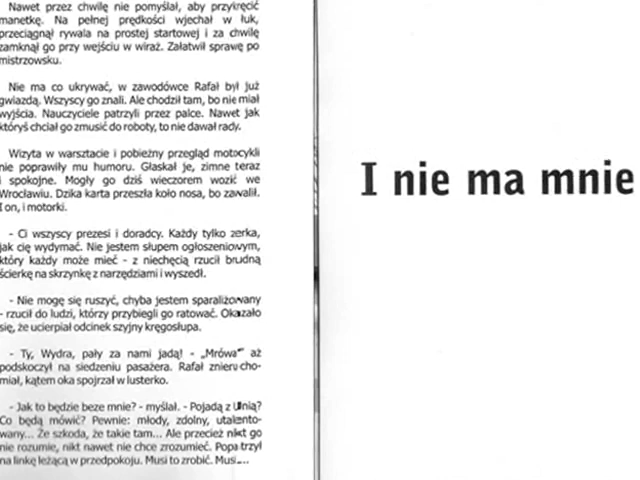 Nawet przez chwilę nie pomyślał, aby przykręcić
manetkę. Na pełnej prędkości wjechał w łuk,
przeciągnął rywala na prostej startowej i za chwilę
zamknął go przy wejściu w wiraż. Załatwił sprawę po
mistrzowsku.
Nie ma co ukrywać, w zawodówce Rafał był już
gwiazdą. Wszyscy go znali. Ale chodził tam, bo nie miał
wyjścia. Nauczyciele patrzyli przez palce. Nawet jak
któryś chciał go zmusić do roboty, to nie dawał rady.
Wizyta w warsztacie i pobieżny przegląd motocykli
nie poprawiły mu humoru. Głaskał je, zimne teraz
i spokojne. Mogły go dziś wieczorem wozić we
Wrocławiu. Dzika karta przeszła koło nosa, bo zawalił.
I on, i motorki.
- Ci wszyscy prezesi i doradcy. Każdy tylko zerka,
jak cię wydymać. Nie jestem słupem ogłoszeniowym,
który każdy może mieć - z niechęcią rzucił brudną
ścierkę na skrzynkę z narzędziami i wyszedł.
- Nie mogę się ruszyć, chyba jestem sparaliżowany
- rzucił do ludzi, którzy przybiegli go ratować. Okazało
się, że ucierpiał odcinek szyjny kręgosłupa.
- Ty, Wydra, pały za nami jadą! - „Mrówa” aż
podskoczył na siedzeniu pasażera. Rafał znierucho-
miał, kątem oka spojrzał w lusterko.
- Jak to będzie beze mnie? - myślał. - Pojadą z Unią?
Co będą mówić? Pewnie: młody, zdolny, utalento-
wany... Że szkoda, że takie tam... Ale przecież nikt go
nie rozumie, nikt nawet nie chce zrozumieć. Popatrzył
na linkę leżącą w przedpokoju. Musi to zrobić. Musi...
I nie ma mnie